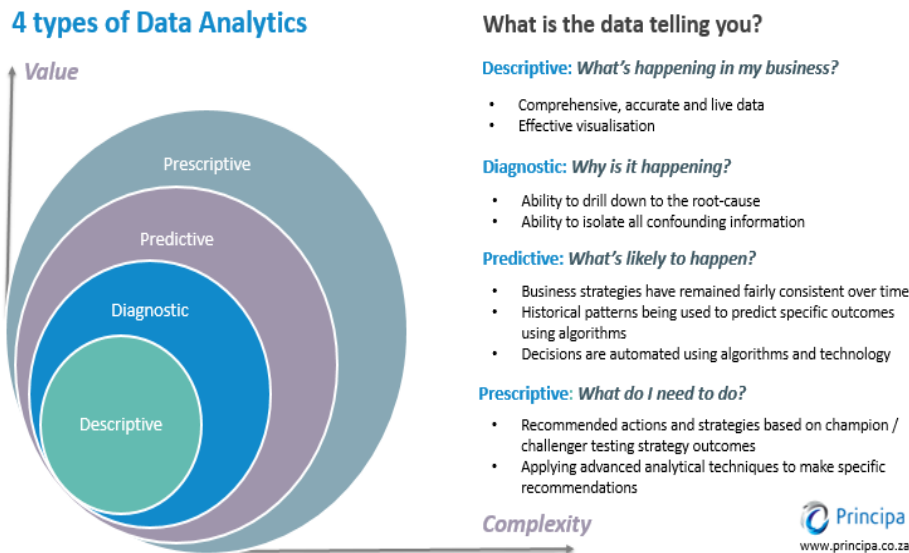 4 types of Data Analytics
Value
Prescriptive
Predictive
Diagnostic
Descriptive
What is the data telling you?
Descriptive: What's happening in my business?
• Comprehensive, accurate and live data
• Effective visualisation
Diagnostic: Why is it happening?
• Ability to drill down to the root-cause
• Ability to isolate all confounding information
Predictive: What's likely to happen?
• Business strategies have remained fairly consistent over time
• Historical patterns being used to predict specific outcomes
using algorithms
• Decisions are automated using algorithms and technology
Prescriptive: What do I need to do?
• Recommended actions and strategies based on champion /
challenger testing strategy outcomes
• Applying advanced analytical techniques to make specific
recommendations
Complexity
Principa
www.principa.co.za